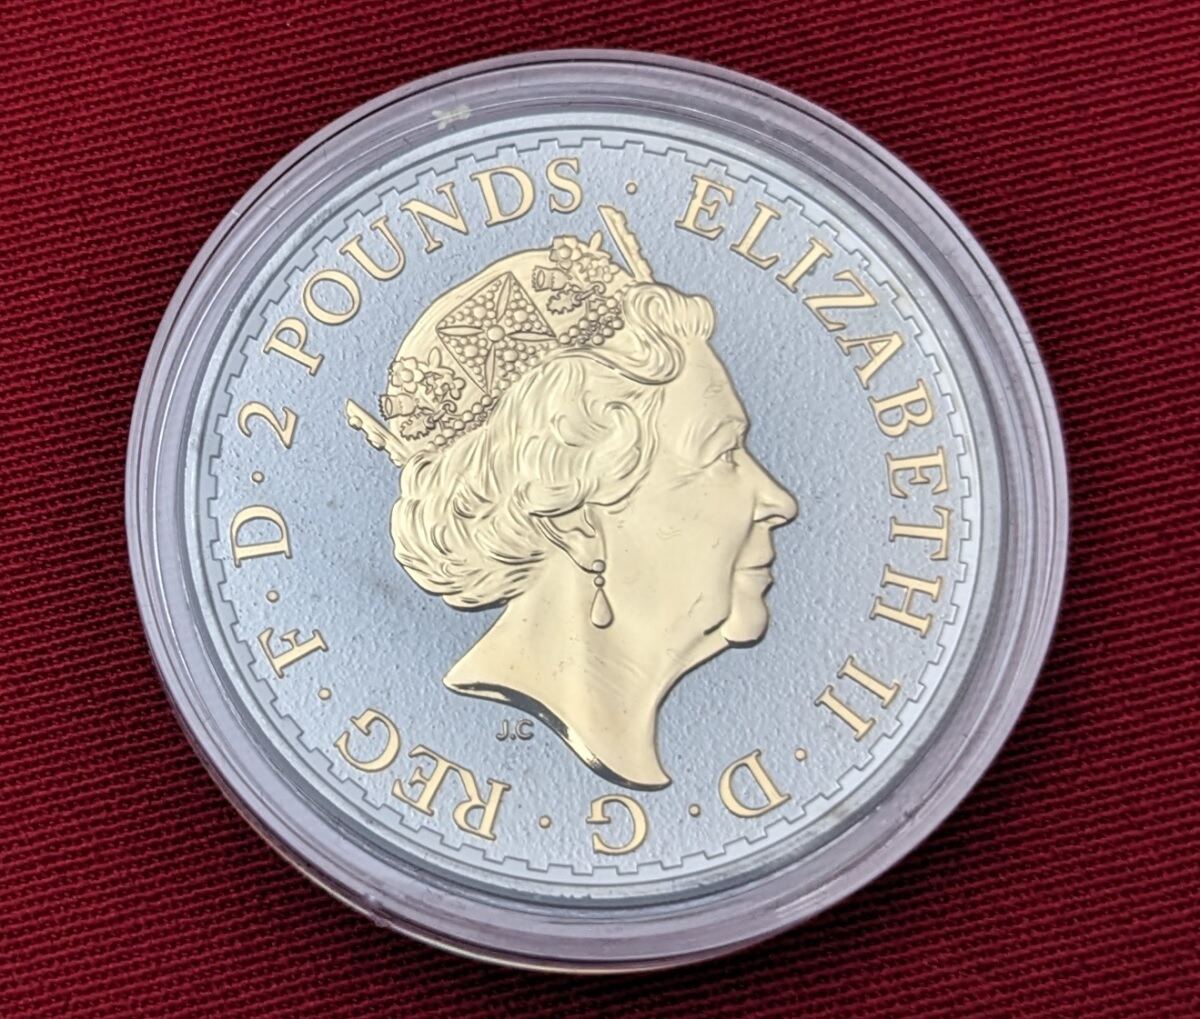 ELIZABETH II · D · G · REG · F · D · 2 POUNDS ·
J.C